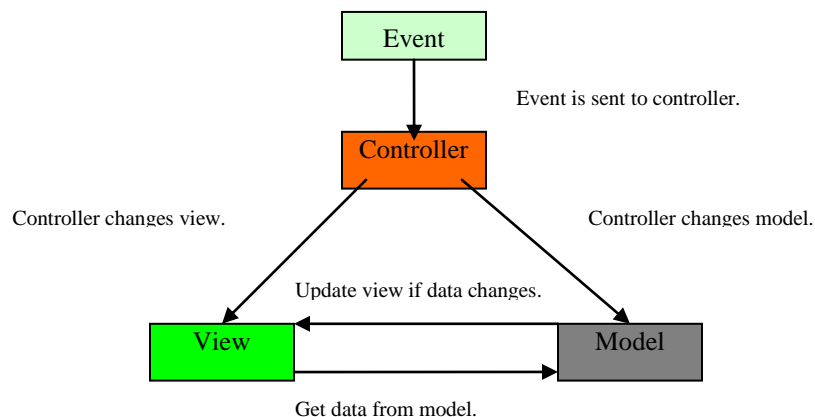 Event
Event is sent to controller.
Controller
Controller changes view.
Controller changes model.
Update view if data changes.
View
Model
Get data from model.